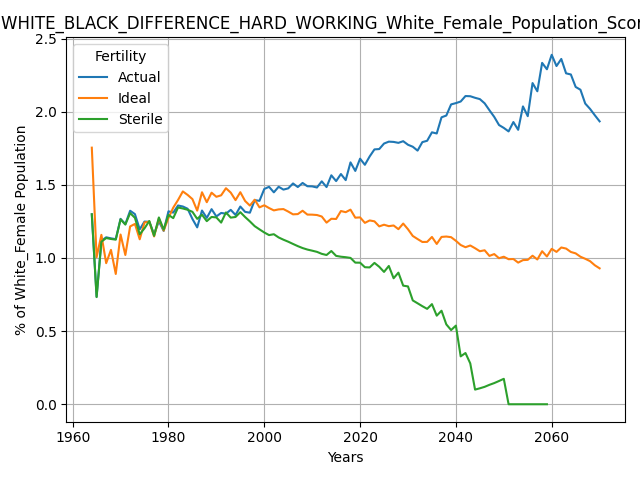 WHITE_BLACK_DIFFERENCE_HARD_WORKING_White_Female_Population_Scor
Fertility
Actual
Ideal
Sterile
% of White_Female Population
2.5
2.0
1.5
1.0
0.5
0.0
1960
1980
2000
2020
2040
2060
Years